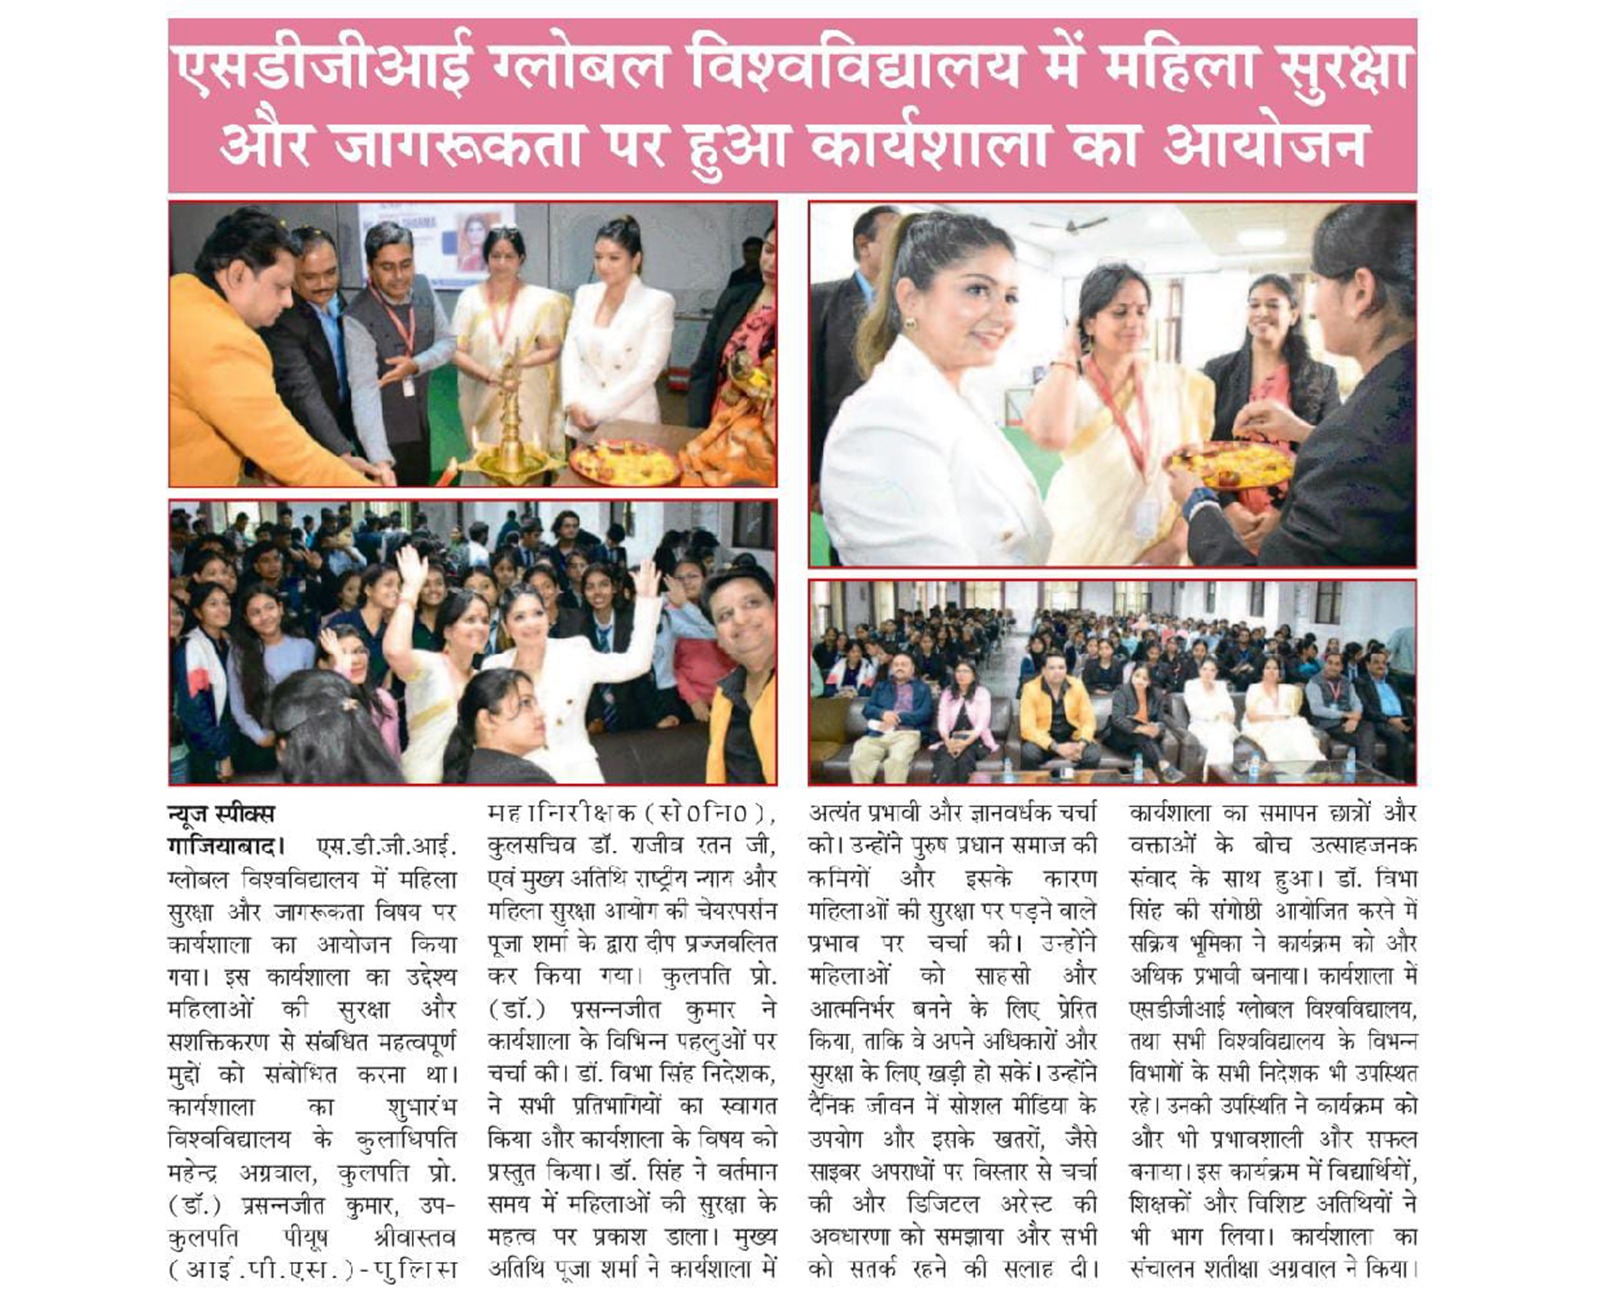 एसडीजीआई ग्लोबल विश्वविद्यालय में महिला सुरक्षा
और जागरूकता पर हुआ कार्यशाला का आयोजन
न्यूज स्पीक्स
गाजियाबाद। एस.डी.जी.आई.
ग्लोबल विश्वविद्यालय में महिला
सुरक्षा और जागरूकता विषय पर
कार्यशाला का आयोजन किया
गया। इस कार्यशाला का उद्देश्य
महिलाओं की सुरक्षा और
सशक्तिकरण से संबधित महत्वपूर्ण
मुद्दों को संबोधित करना था।
कार्यशाला का शुभारंभ
विश्वविद्यालय के कुलाधिपति
महेन्द्र अग्रवाल, कुलपति प्रो.
(डॉ.) प्रसन्नजीत कुमार, उप-
कुलपति पीयूष श्रीवास्तव
(आई.पी.एस.)-पुलिस
महानिरीक्षक(से0नि0),
कुलसचिव डॉ. राजीव रतन जी,
एवं मुख्य अतिथि राष्ट्रीय न्याय और
महिला सुरक्षा आयोग की चेयरपर्सन
पूजा शर्मा के द्वारा दीप प्रज्जवलित
कर किया गया। कुलपति प्रो.
(डॉ.) प्रसन्नजीत कुमार ने
कार्यशाला के विभिन्न पहलुओं पर
चर्चा की। डॉ. विभा सिंह निदेशक,
ने सभी प्रतिभागियों का स्वागत
किया और कार्यशाला के विषय को
प्रस्तुत किया। डॉ. सिंह ने वर्तमान
समय में महिलाओं की सुरक्षा के
महत्व पर प्रकाश डाला। मुख्य
अतिथि पूजा शर्मा ने कार्यशाला में
अत्यंत प्रभावी और ज्ञानवर्धक चर्चा
की। उन्होंने पुरुष प्रधान समाज की
कमियों और इसके कारण
महिलाओं की सुरक्षा पर पड़ने वाले
प्रभाव पर चर्चा की। उन्होंने
महिलाओं को साहसी और
आत्मनिर्भर बनने के लिए प्रेरित
किया, ताकि वे अपने अधिकारों और
सुरक्षा के लिए खड़ी हो सकें। उन्होंने
दैनिक जीवन में सोशल मीडिया के
उपयोग और इसके खतरों, जैसे
साइबर अपराधों पर विस्तार से चर्चा
की और डिजिटल अरेस्ट की
अवधारणा को समझाया और सभी
को सतर्क रहने की सलाह दी।
कार्यशाला का समापन छात्रों और
वक्ताओं के बीच उत्साहजनक
संवाद के साथ हुआ। डॉ. विभा
सिंह की संगोष्ठी आयोजित करने में
सक्रिय भूमिका ने कार्यक्रम को और
अधिक प्रभावी बनाया। कार्यशाला में
एसडीजीआई ग्लोबल विश्वविद्यालय,
तथा सभी विश्वविद्यालय के विभन्न
विभागों के सभी निदेशक भी उपस्थित
रहे। उनकी उपस्थिति ने कार्यक्रम को
और भी प्रभावशाली और सफल
बनाया। इस कार्यक्रम में विद्यार्थियों,
शिक्षकों और विशिष्ट अतिथियों ने
भी भाग लिया। कार्यशाला का
संचालन शतीक्षा अग्रवाल ने किया।